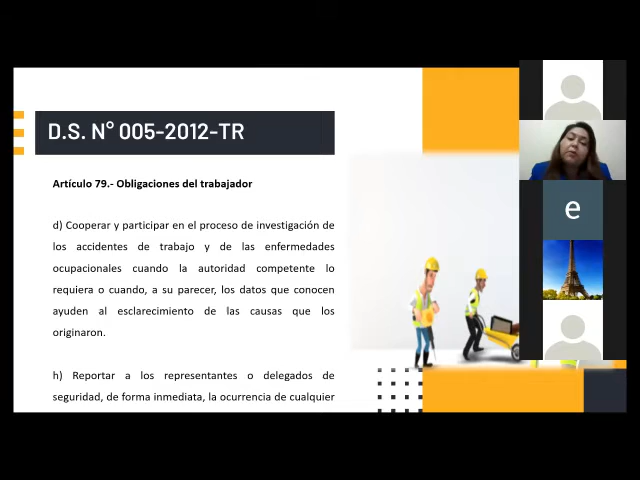 D.S. N° 005-2012-TR
Artículo 79.- Obligaciones del trabajador
d) Cooperar y participar en el proceso de investigación de
los accidentes de trabajo y de las enfermedades
ocupacionales cuando la autoridad competente lo
requiera o cuando, a su parecer, los datos que conocen
ayuden al esclarecimiento de las causas que los
originaron.
h) Reportar a los representantes o delegados de
seguridad, de forma inmediata, la ocurrencia de cualquier
e